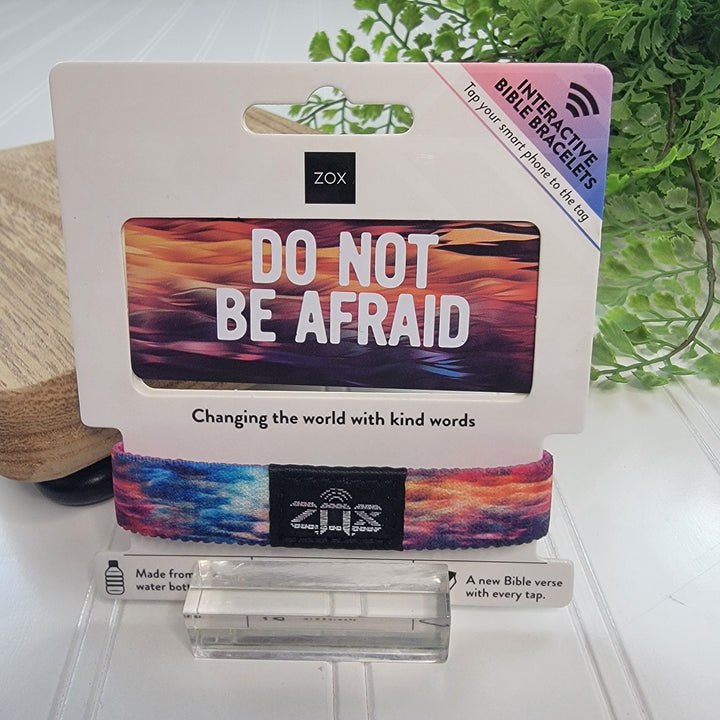 INTERACTIVE
BIBLE BRACELETS
Tap your smart phone to the tag
ZOX
DO NOT
BE AFRAID
Changing the world with kind words
ZOX
Made from
water
A new Bible verse
with every tap.